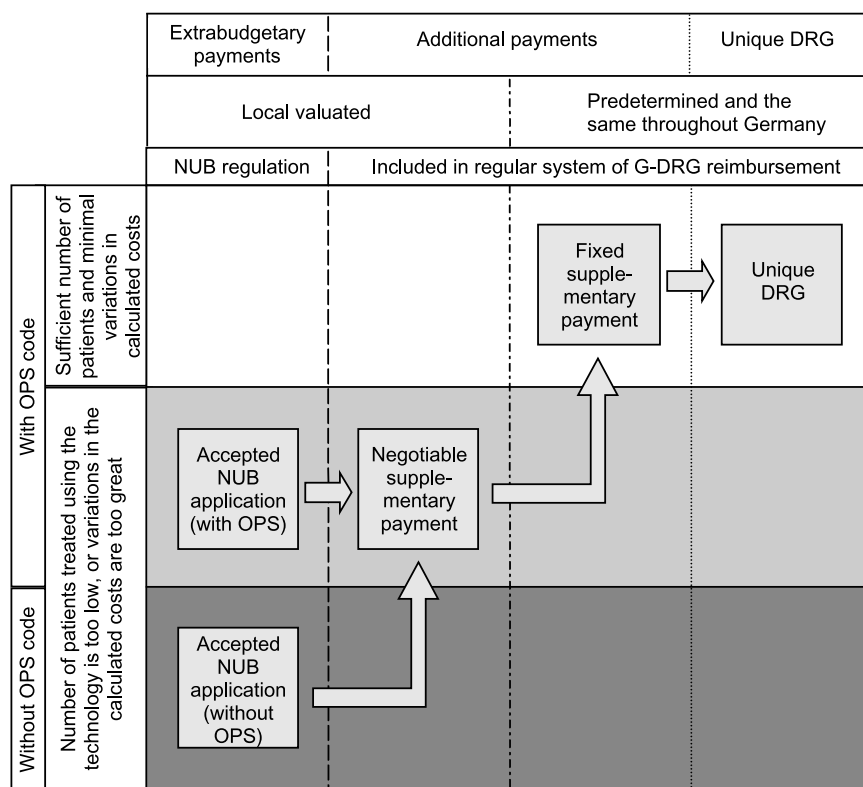 Extrabudgetary
payments
Additional payments
Unique DRG
Local valuated
Predetermined and the
same throughout Germany
NUB regulation
Included in regular system of G-DRG reimbursement
With OPS code
Sufficient number of
patients and minimal
variations in
calculated costs
Fixed
supple-
mentary
payment
Unique
DRG
Number of patients treated using the
technology is too low, or variations in the
calculated costs are too great
Accepted
NUB
application
(with OPS)
Negotiable
supple-
mentary
payment
Without OPS code
Accepted
NUB
application
(without
OPS)